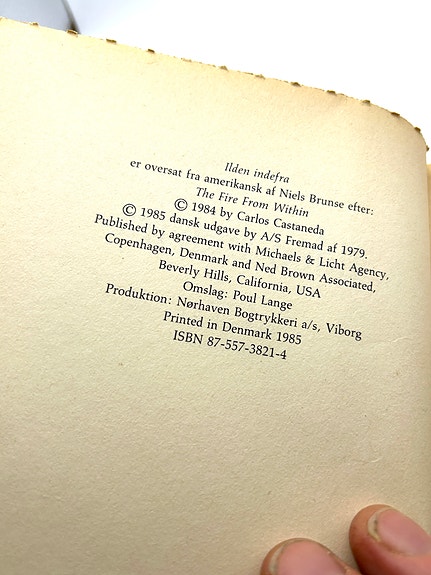 Ilden indefra
er oversat fra amerikansk af Niels Brunse efter:
The Fire From Within
© 1984 by Carlos Castaneda
© 1985 dansk udgave by A/S Fremad af 1979.
Published by agreement with Michaels & Licht Agency,
Copenhagen, Denmark and Ned Brown Associated,
Beverly Hills, California, USA
Omslag: Poul Lange
Produktion: Nørhaven Bogtrykkeri a/s, Viborg
Printed in Denmark 1985
ISBN 87-557-3821-4